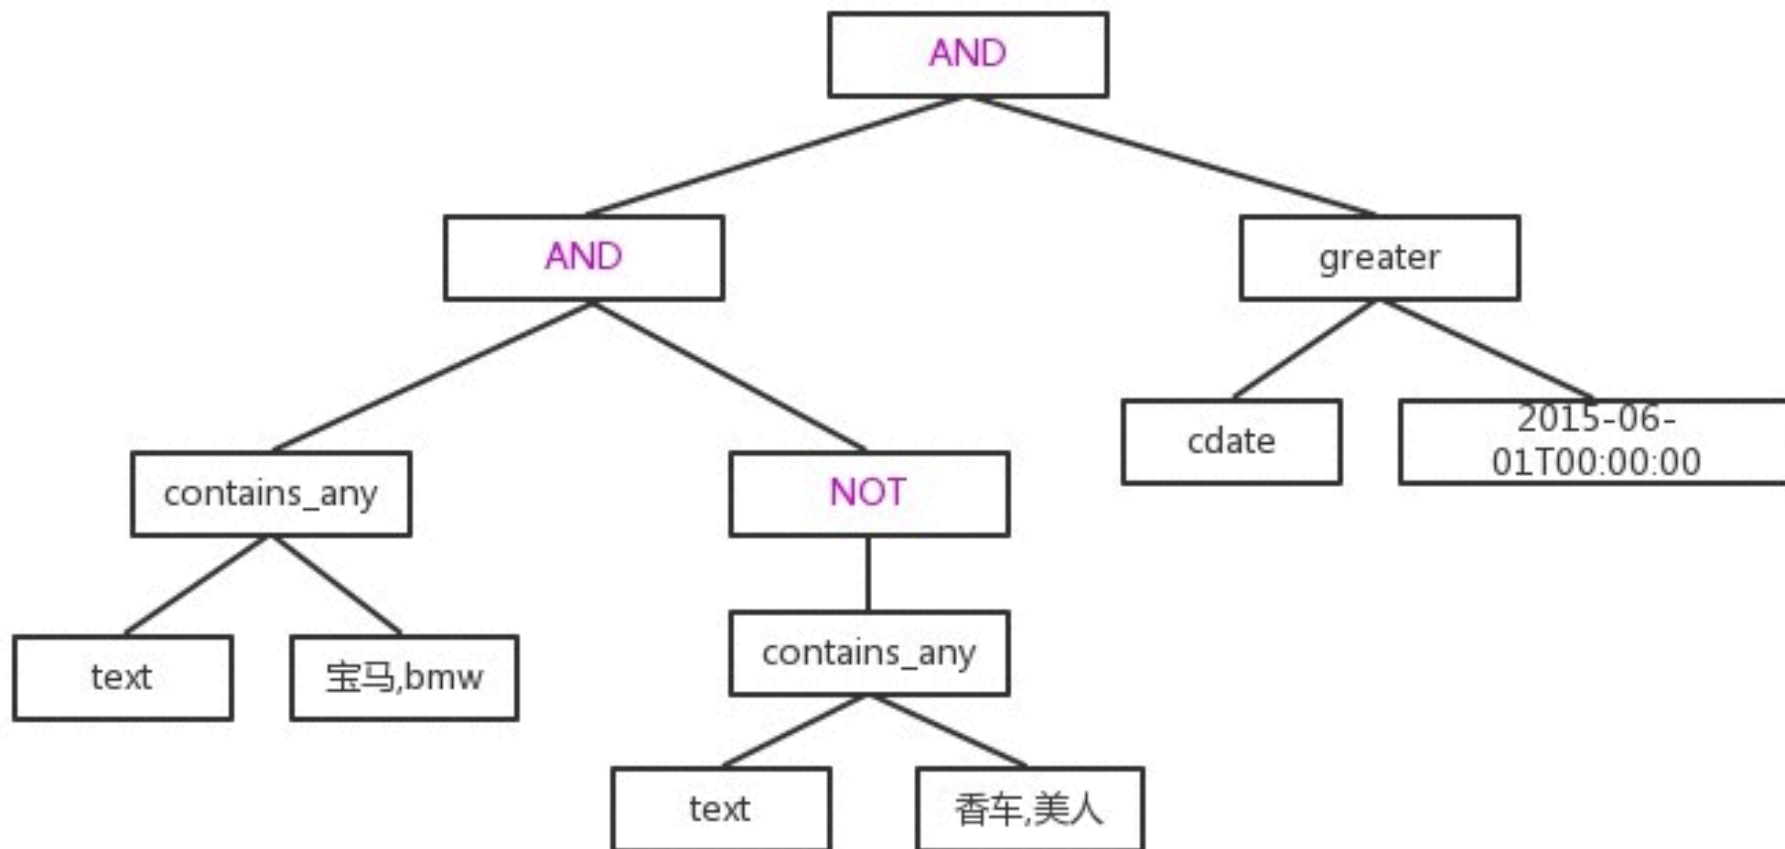 AND
AND
greater
cdate
2015-06-
01T00:00:00
contains_any
NOT
text
宝马,bmw
contains_any
text
香车,美人